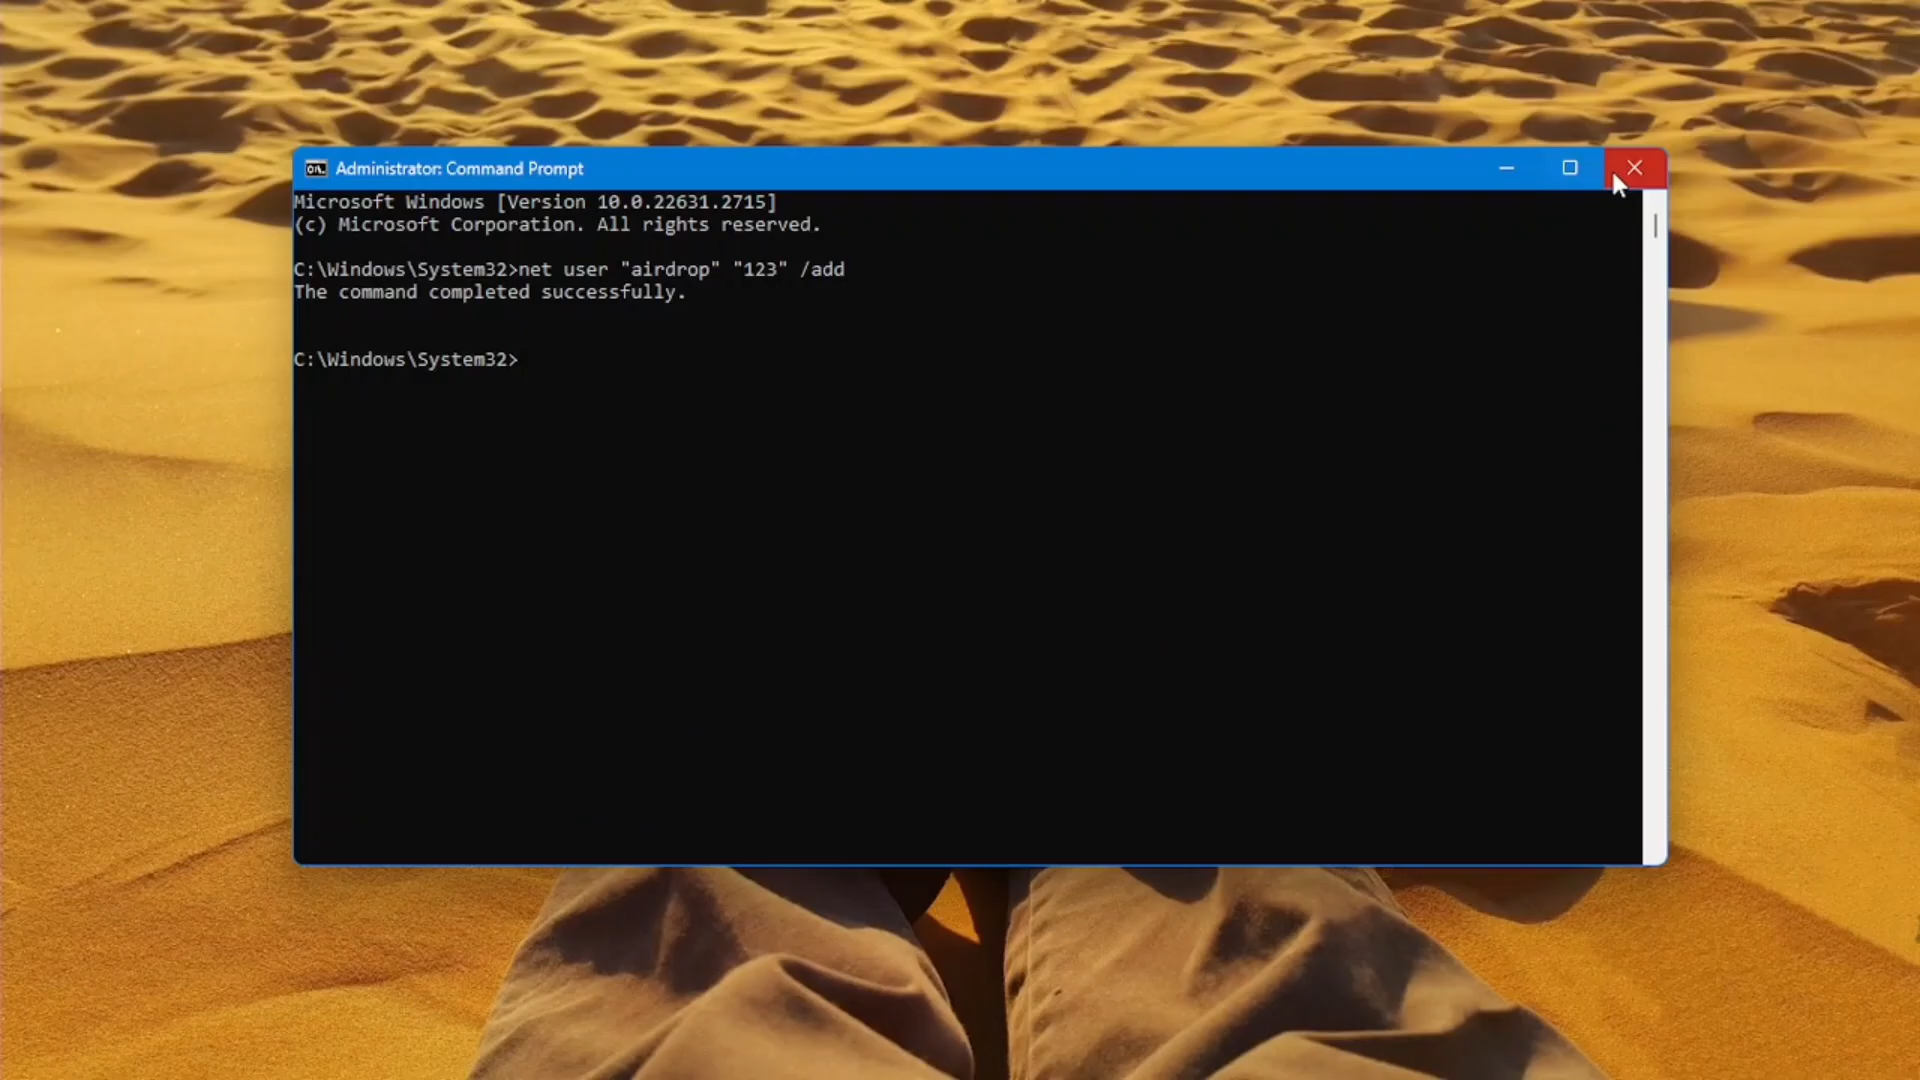 Administrator: Command Prompt
Microsoft Windows [Version 10.0.22631.2715]
(c) Microsoft Corporation. All rights reserved.
C:\Windows\System32>net user "airdrop" "123" /add
The command completed successfully.
C:\Windows\System32>